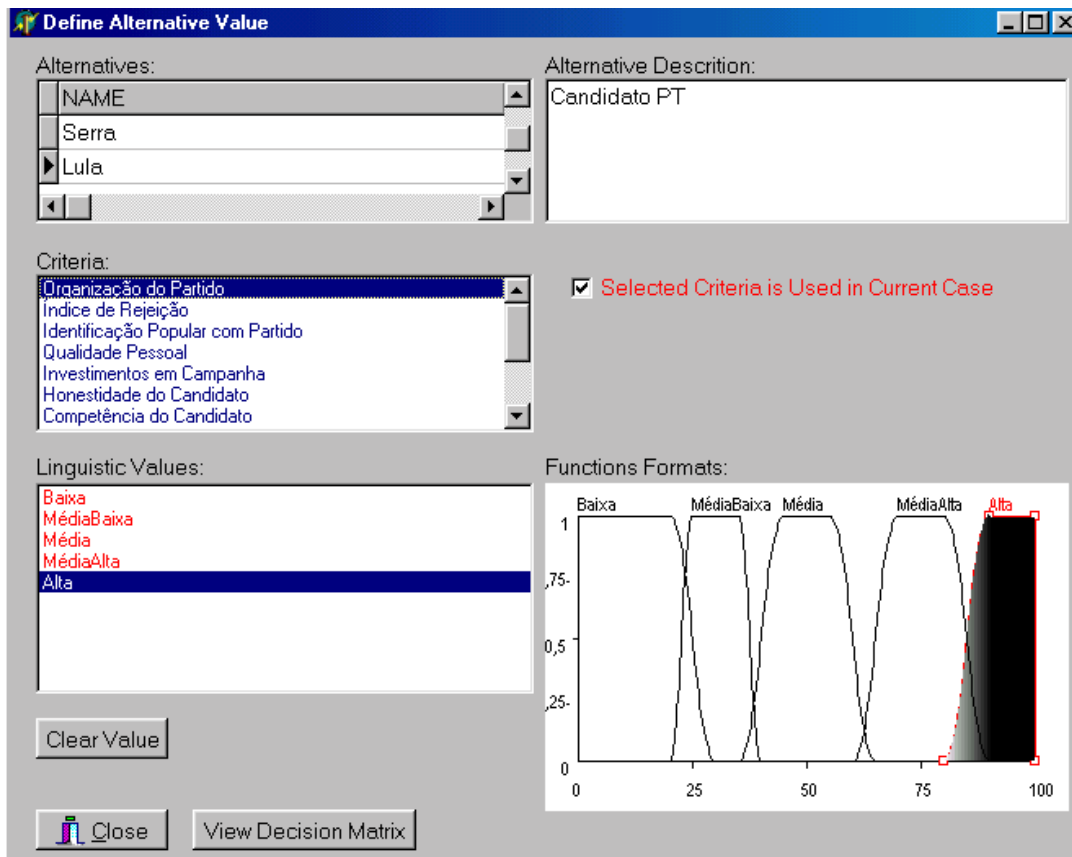 Define Alternative Value
Alternatives:
NAME
Serra
Lula
Alternative Descrition:
Candidato PT
Criteria:
Organização do Partido
Índice de Rejeição
Identificação Popular com Partido
Qualidade Pessoal
Investimentos em Campanha
Honestidade do Candidato
Competência do Candidato
Selected Criteria is Used in Current Case
Linguistic Values:
Baixa
MédiaBaixa
Média
MédiaAlta
Alta
Functions Formats:
Baixa MédiaBaixa Média MédiaAlta Alta
1
,75-
0,5
,25-
0
0 25 50 75 100
Clear Value
Close View Decision Matrix